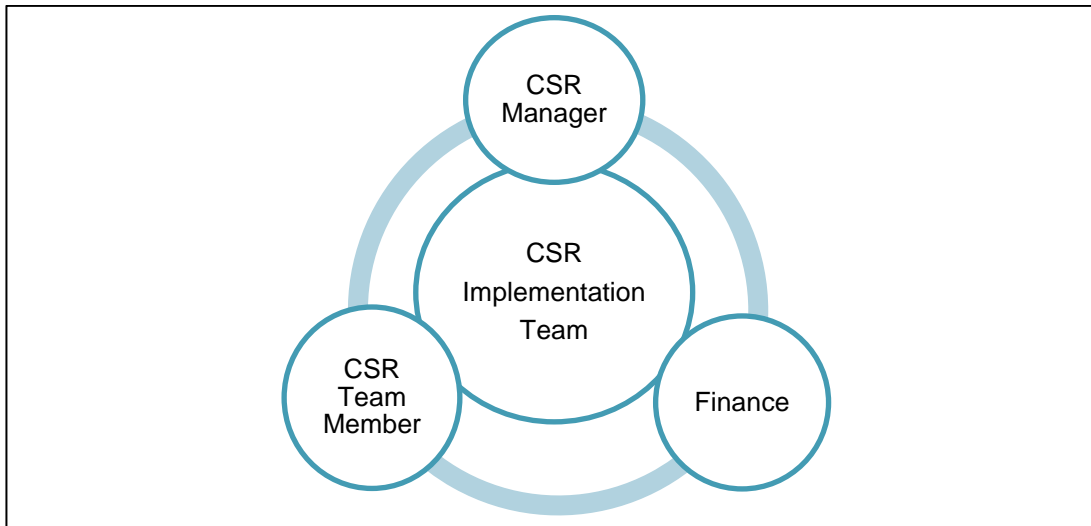 CSR
Manager
CSR
Implementation
Team
CSR
Team
Member
Finance